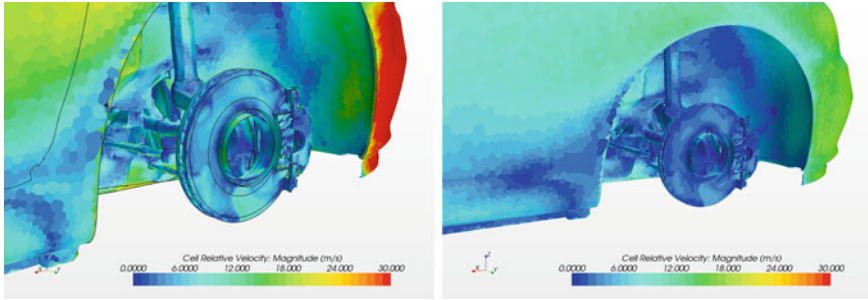 Cell Relative Velocity: Magnitude (m/s)
0.0000 6.0000 12.000 18.000 24.000 30.000
X Y
Cell Relative Velocity: Magnitude (m/s)
0.0000 6.0000 12.000 18.000 24.000 30.000
Z
X Y